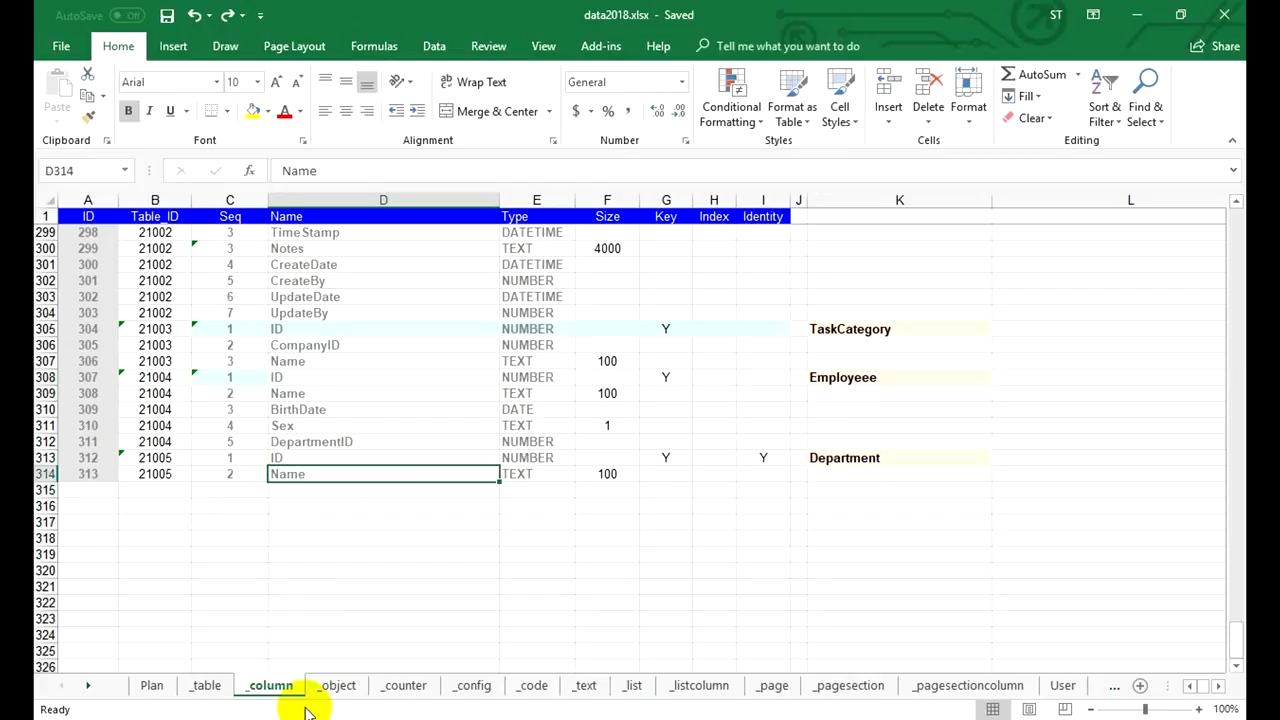 AutoSave Off data2018.xlsx - Saved ST
File Home Insert Draw Page Layout Formulas Data Review View Add-ins Help Tell me what you want to do Share
Paste Arial 10 Wrap Text General Conditional Formatting Format as Table Cell Styles Insert Delete Format AutoSum Sort & Filter Find & Select
B I U A Merge & Center $ % , Fill
Clear
Clipboard Font Alignment Number Styles Cells Editing
D314 fx Name
A B C D E F G H I J K L
1 ID Table_ID Seq Name Type Size Key Index Identity
299 298 21002 3 TimeStamp DATETIME
300 299 21002 3 Notes TEXT 4000
301 300 21002 4 CreateDate DATETIME
302 301 21002 5 CreateBy NUMBER
303 302 21002 6 UpdateDate DATETIME
304 303 21002 7 UpdateBy NUMBER
305 304 21003 1 ID NUMBER Y TaskCategory
306 305 21003 2 CompanyID NUMBER
307 306 21003 3 Name TEXT 100
308 307 21004 1 ID NUMBER Y Employeee
309 308 21004 2 Name TEXT 100
310 309 21004 3 BirthDate DATE
311 310 21004 4 Sex TEXT 1
312 311 21004 5 DepartmentID NUMBER
313 312 21005 1 ID NUMBER Y Y Department
314 313 21005 2 Name TEXT 100
315
316
317
318
319
320
321
322
323
324
325
326
Plan _table _column _object _counter _config _code _text _list _listcolumn _page _pagesection _pagesectioncolumn User ...
Ready 100%